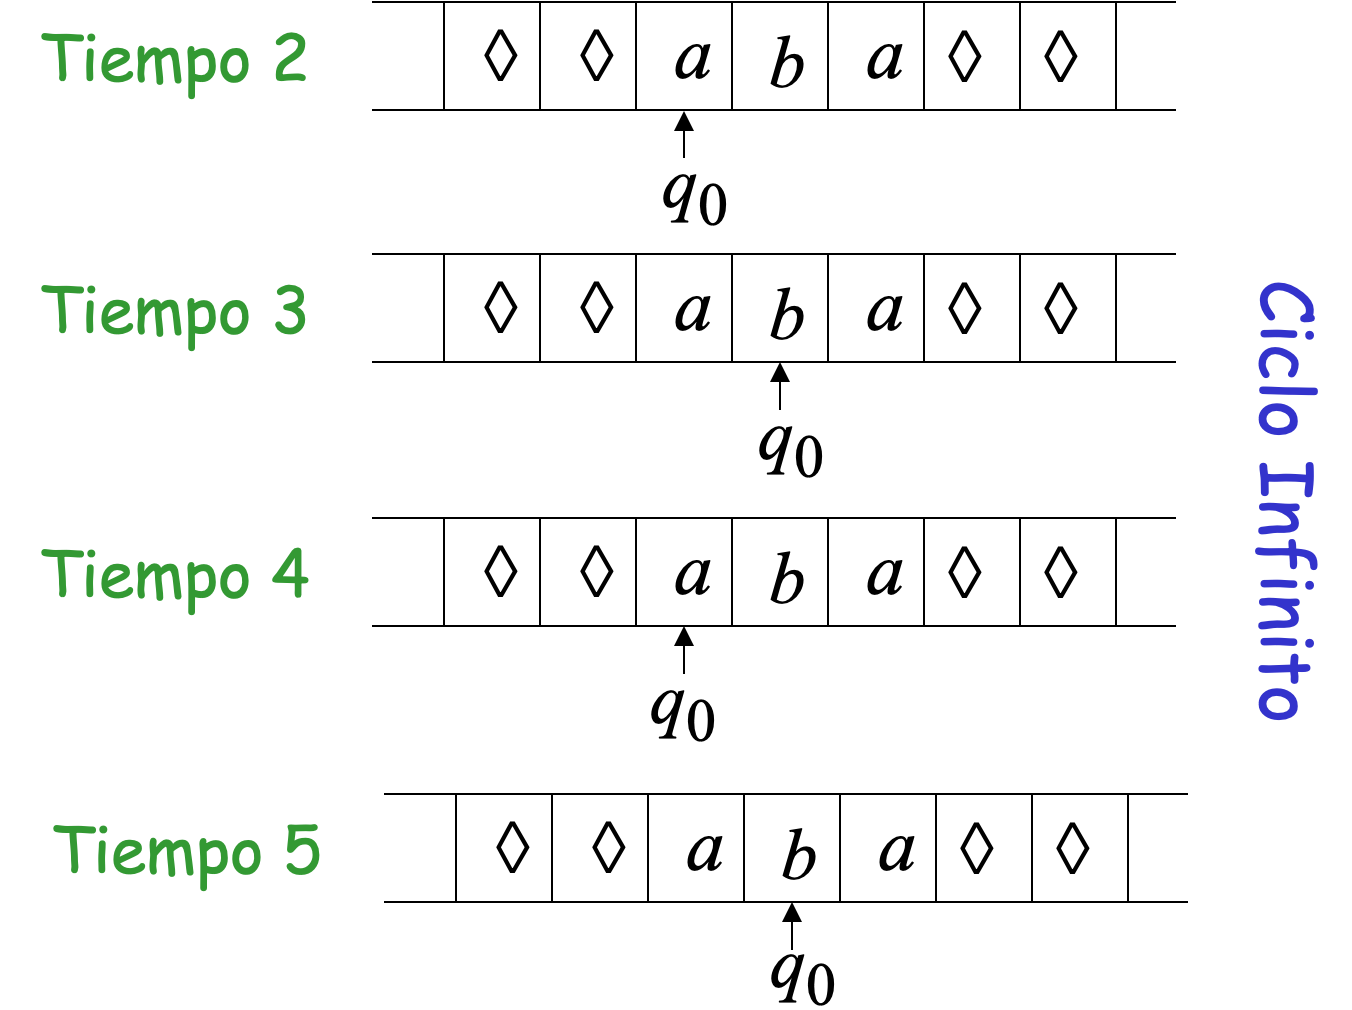 Tiempo 2 ◊ ◊ a b a ◊ ◊
q0
Tiempo 3 ◊ ◊ a b a ◊ ◊
q0
Tiempo 4 ◊ ◊ a b a ◊ ◊
q0
Tiempo 5 ◊ ◊ a b a ◊ ◊
q0
Ciclo Infinito